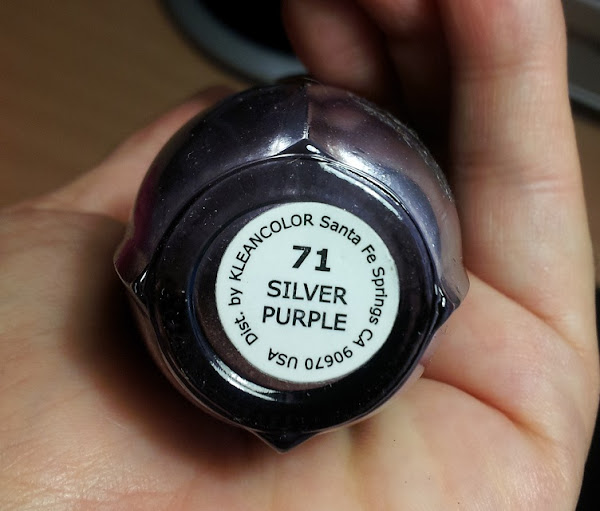 Dist. by KLEANCOLOR Santa Fe Springs CA 90670 USA
71
SILVER
PURPLE